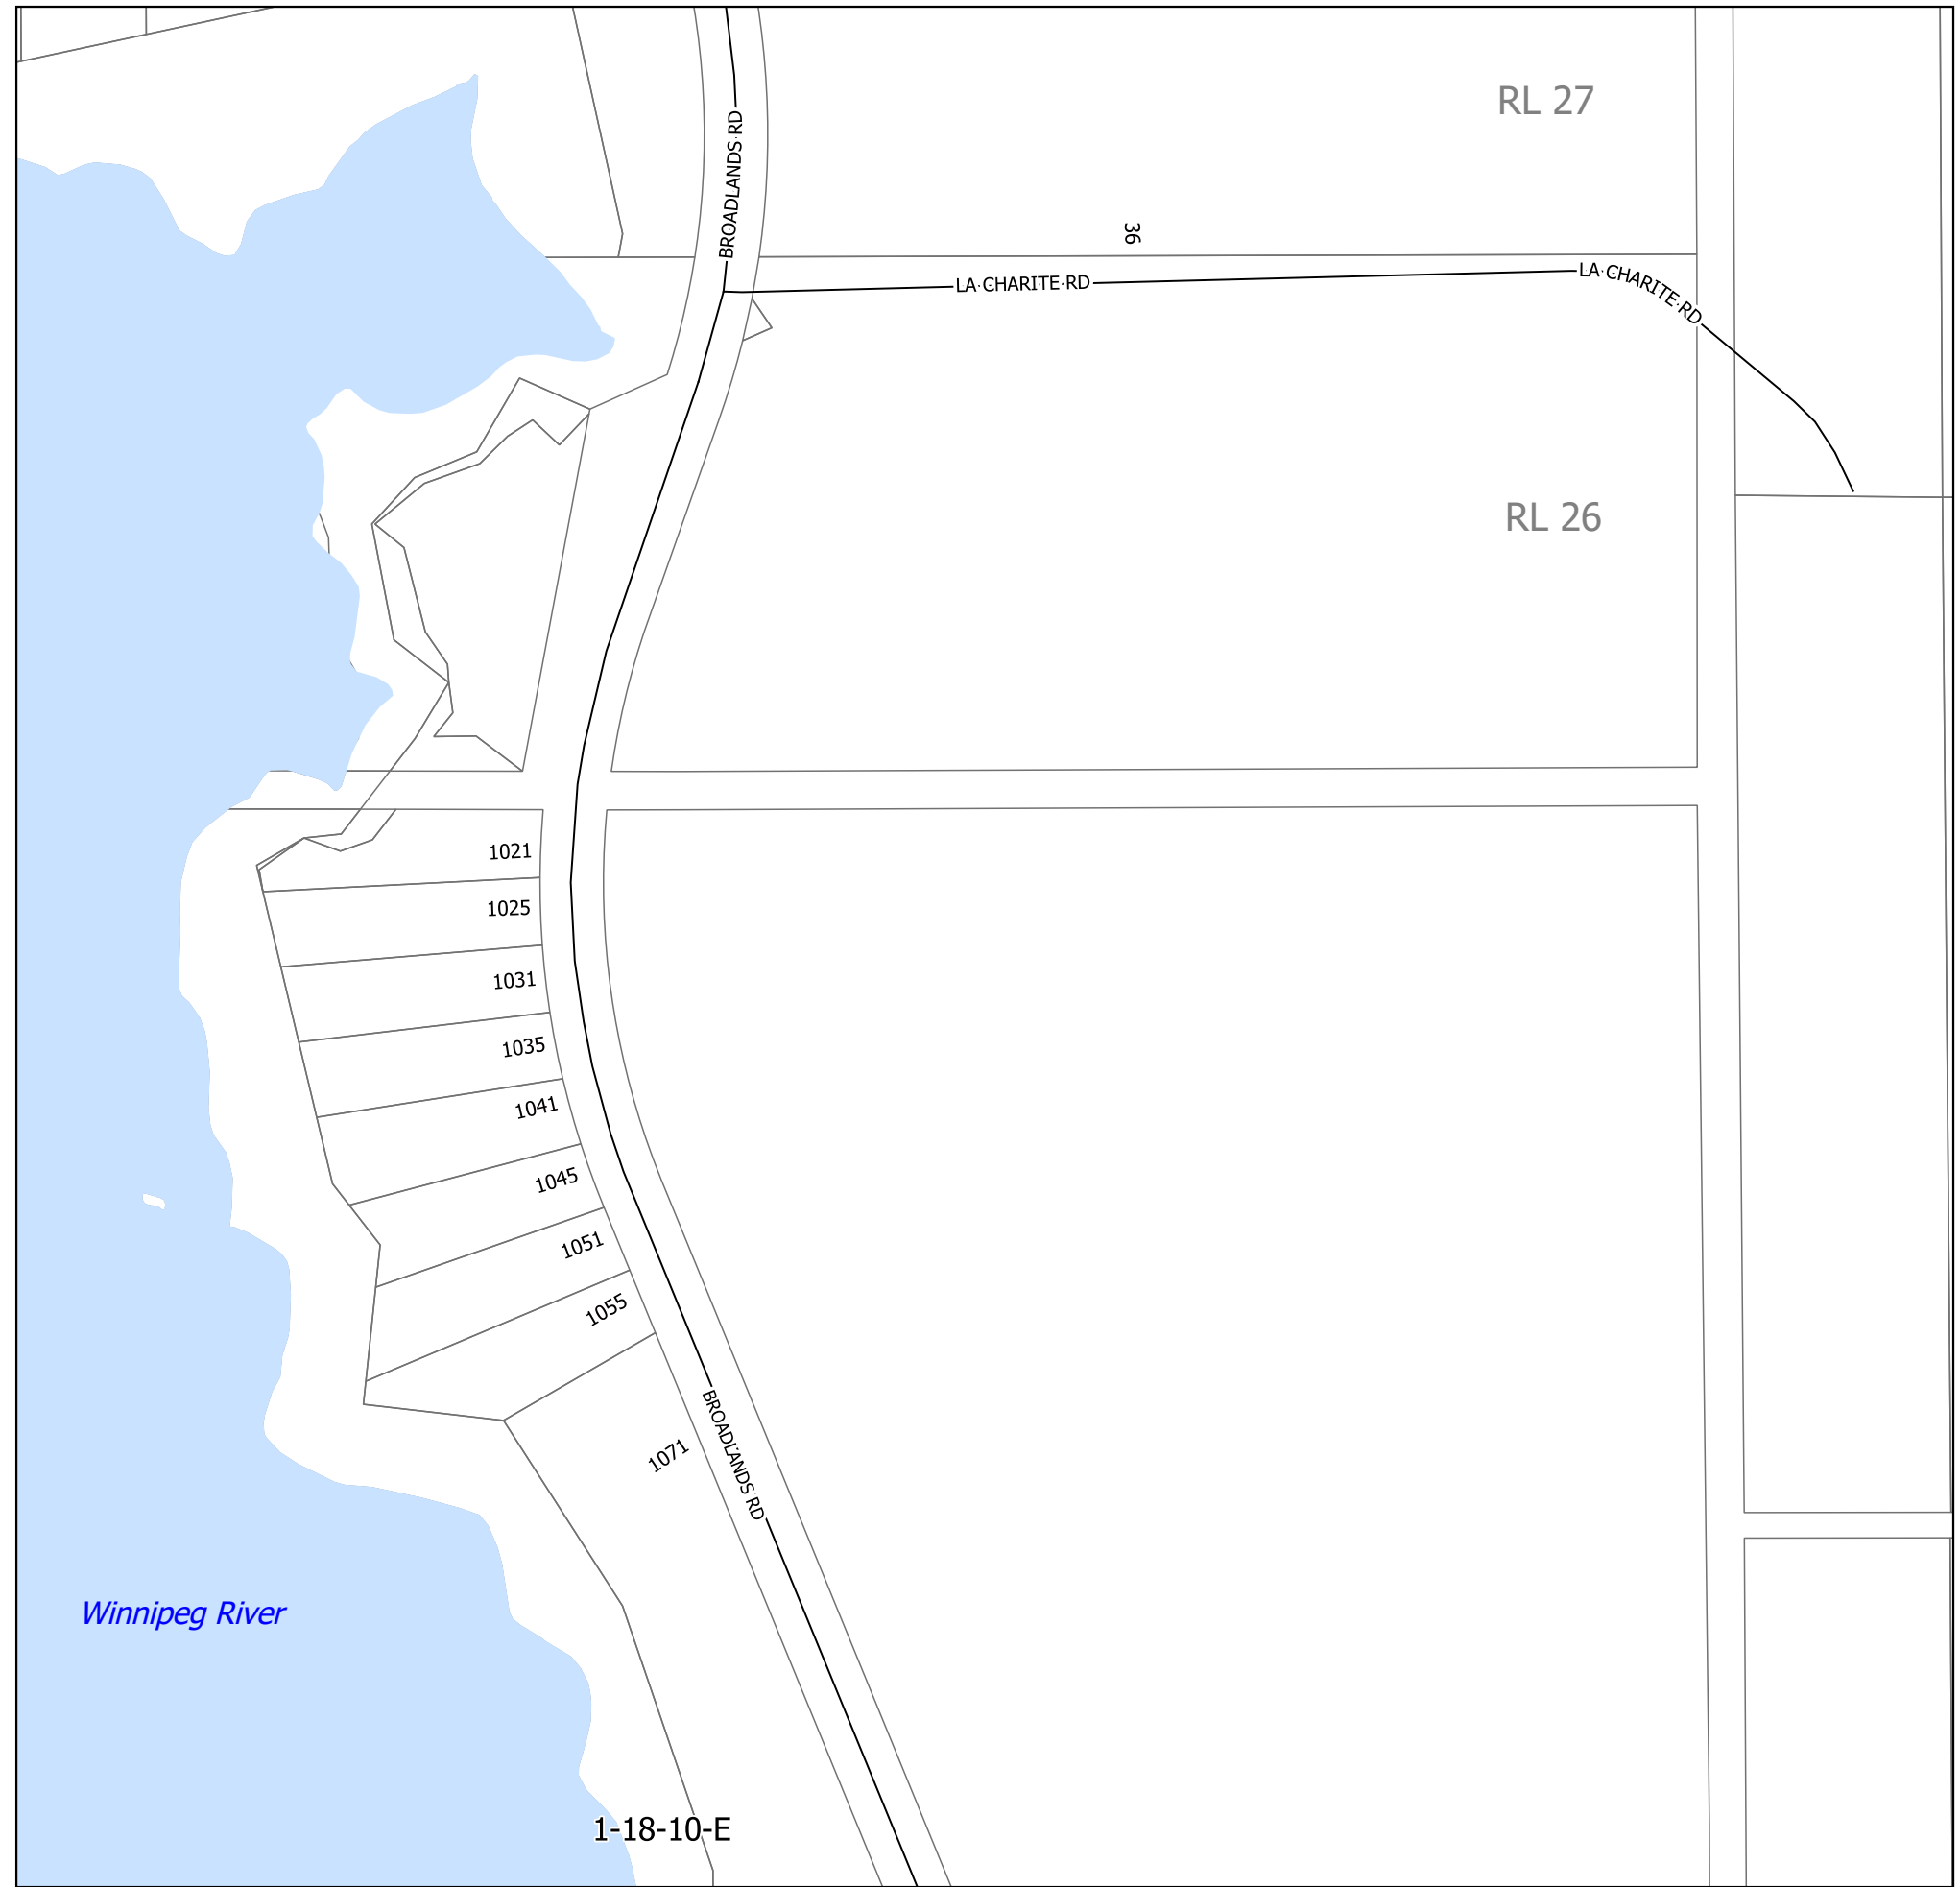 RL 27
BROADLANDS RD
36
LA CHARITE RD
LA CHARITE RD
RL 26
1021
1025
1031
1035
1041
1045
1051
1055
1071
BROADLANDS RD
Winnipeg River
1-18-10-E